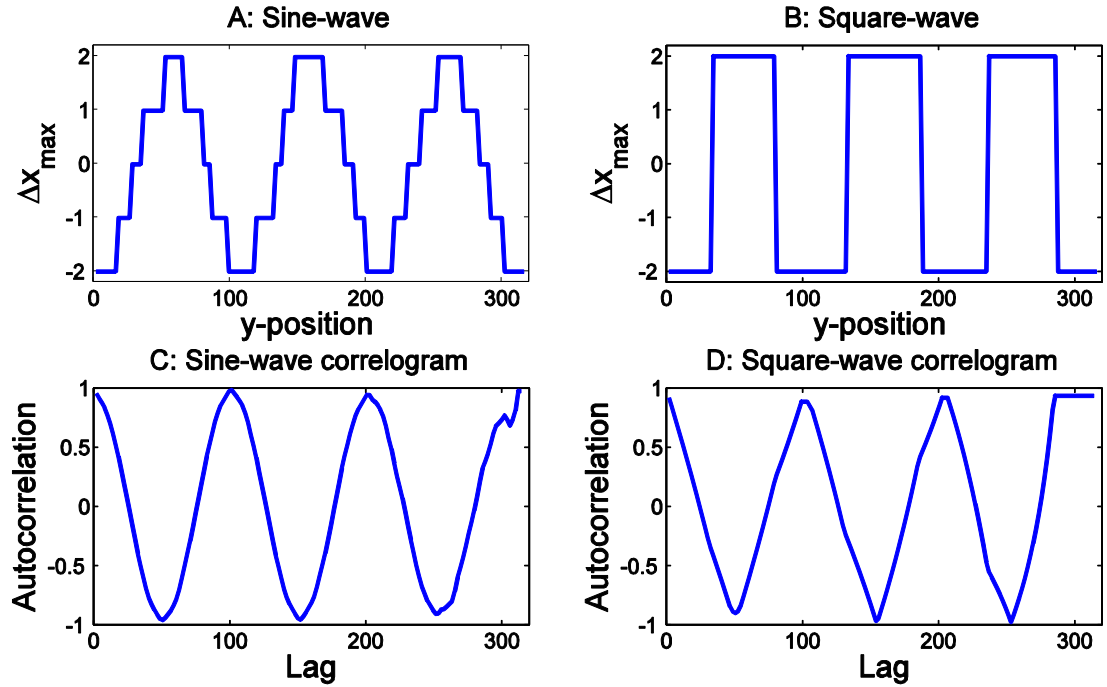 A: Sine-wave
Δx_max
2
1
0
-1
-2
0 100 200 300
y-position
B: Square-wave
Δx_max
2
1
0
-1
-2
0 100 200 300
y-position
C: Sine-wave correlogram
Autocorrelation
1
0.5
0
-0.5
-1
0 100 200 300
Lag
D: Square-wave correlogram
Autocorrelation
1
0.5
0
-0.5
-1
0 100 200 300
Lag